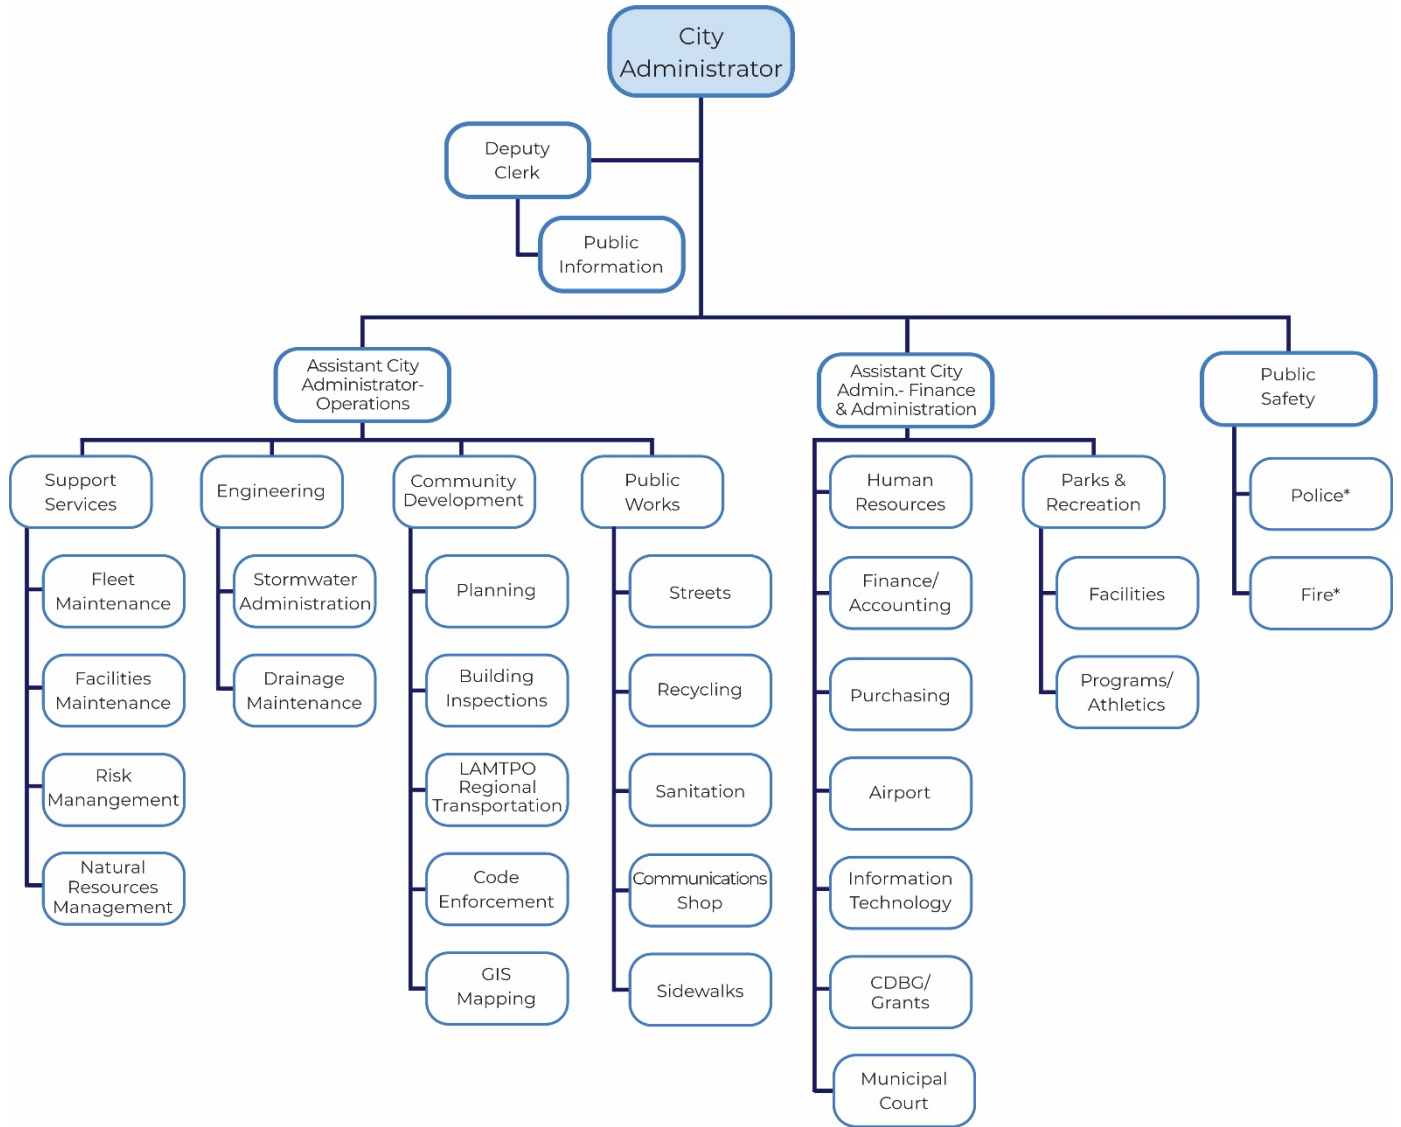 City
Administrator
Deputy
Clerk
Public
Information
Assistant City
Administrator-
Operations
Assistant City
Admin.- Finance
& Administration
Public
Safety
Support
Services
Engineering
Community
Development
Public
Works
Human
Resources
Parks &
Recreation
Police*
Fleet
Maintenance
Stormwater
Administration
Planning
Streets
Finance/
Accounting
Facilities
Fire*
Facilities
Maintenance
Drainage
Maintenance
Building
Inspections
Recycling
Purchasing
Programs/
Athletics
Risk
Manangement
LAMTPO
Regional
Transportation
Sanitation
Airport
Natural
Resources
Management
Code
Enforcement
Communications
Shop
Information
Technology
GIS
Mapping
Sidewalks
CDBG/
Grants
Municipal
Court